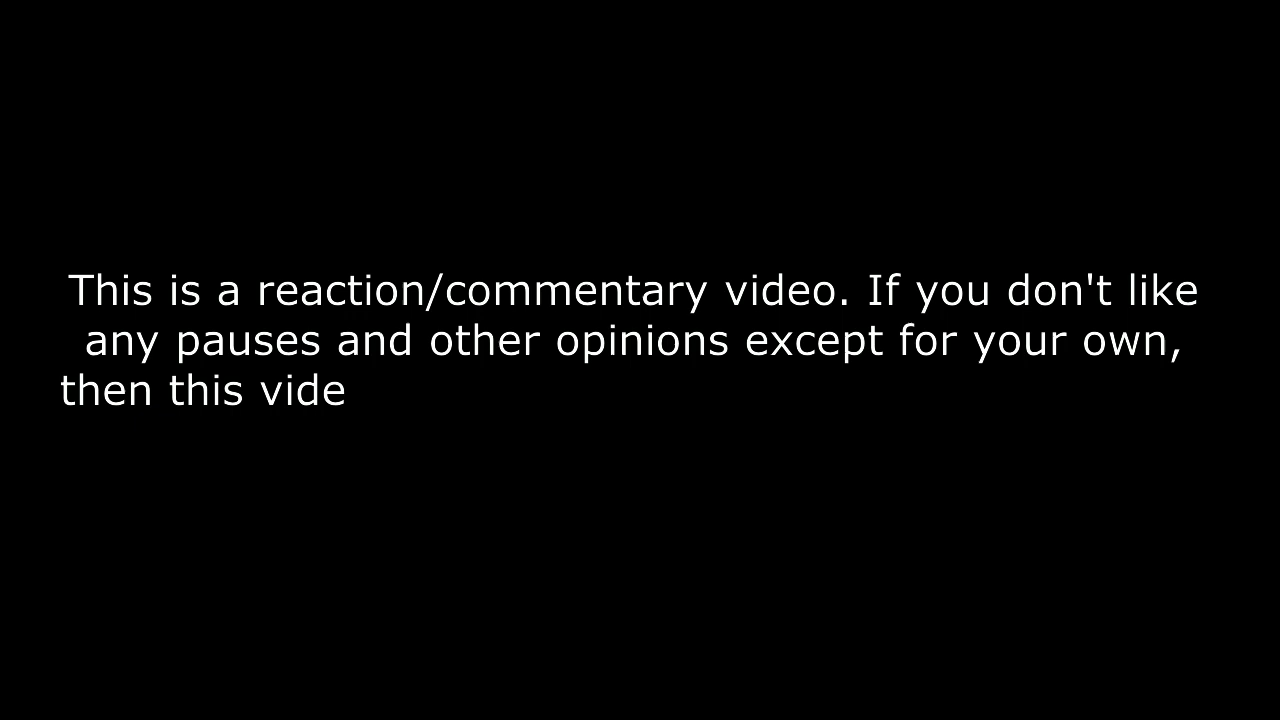 This is a reaction/commentary video. If you don't like
any pauses and other opinions except for your own,
then this vide